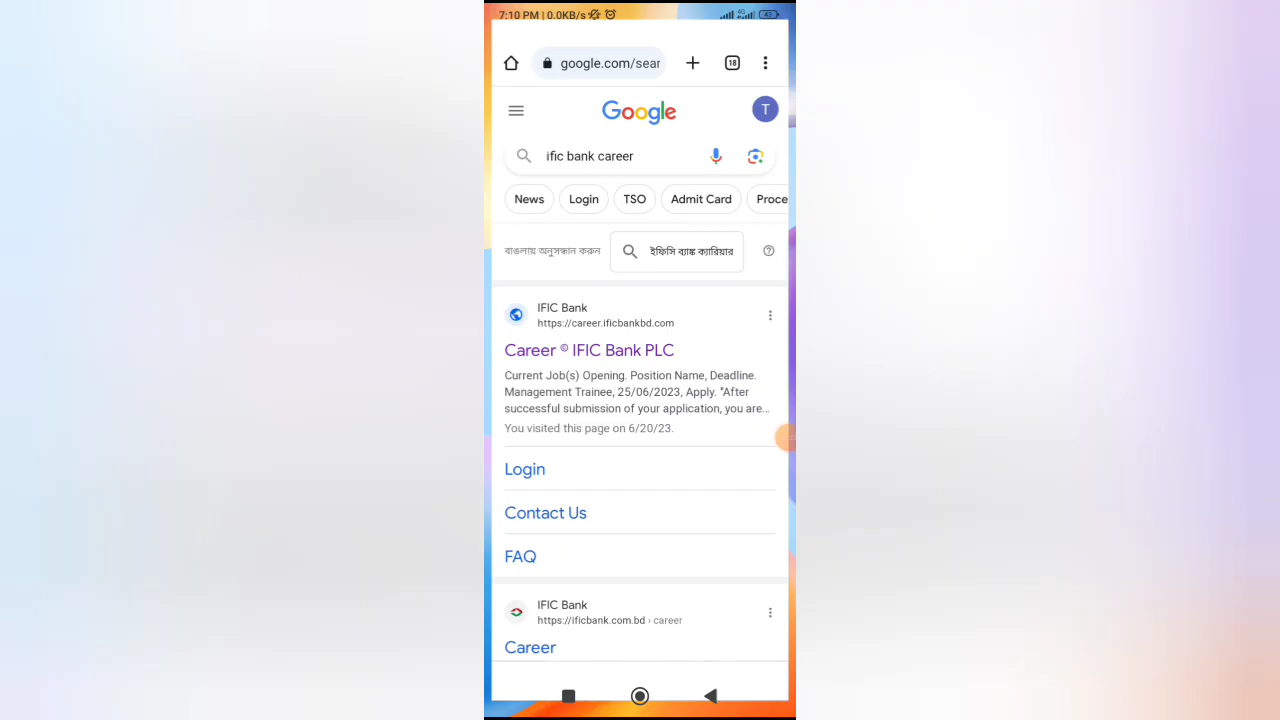 7:10 PM | 0.0KB/s
4G
43
google.com/sear
18
Google
T
ific bank career
News
Login
TSO
Admit Card
Proce
বাঙলায় অনুসন্ধান করুন
ইফিসি ব্যাঙ্ক ক্যারিয়ার
IFIC Bank
https://career.ificbankbd.com
Career © IFIC Bank PLC
Current Job(s) Opening. Position Name, Deadline.
Management Trainee, 25/06/2023, Apply. "After
successful submission of your application, you are...
You visited this page on 6/20/23.
Login
Contact Us
FAQ
IFIC Bank
https://ificbank.com.bd › career
Career